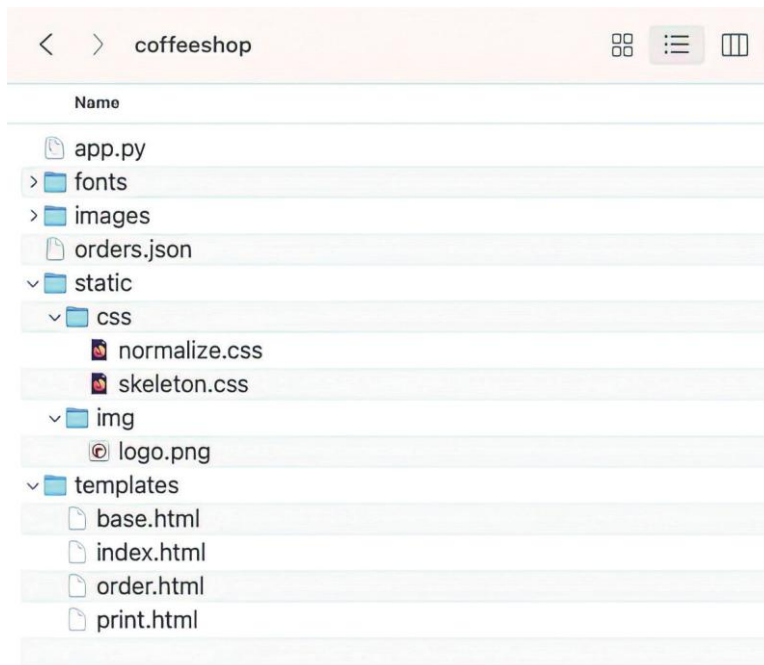 coffeeshop
Name
app.py
fonts
images
orders.json
static
css
normalize.css
skeleton.css
img
logo.png
templates
base.html
index.html
order.html
print.html